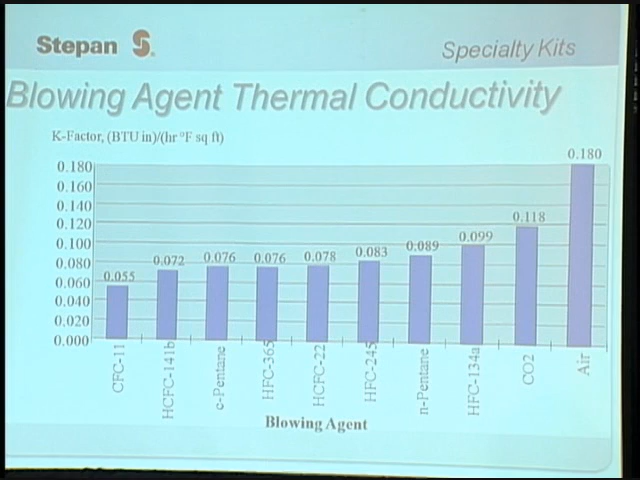 Stepan S
Specialty Kits
Blowing Agent Thermal Conductivity
K-Factor, (BTU in)/(hr °F sq ft)
0.180
0.160
0.140
0.120
0.100
0.080
0.060
0.040
0.020
0.000
0.055
0.072
0.076
0.076
0.078
0.083
0.089
0.099
0.118
0.180
CFC-11
HCFC-141b
c-Pentane
HFC-365
HCFC-22
HFC-245
n-Pentane
HFC-134a
CO2
Air
Blowing Agent